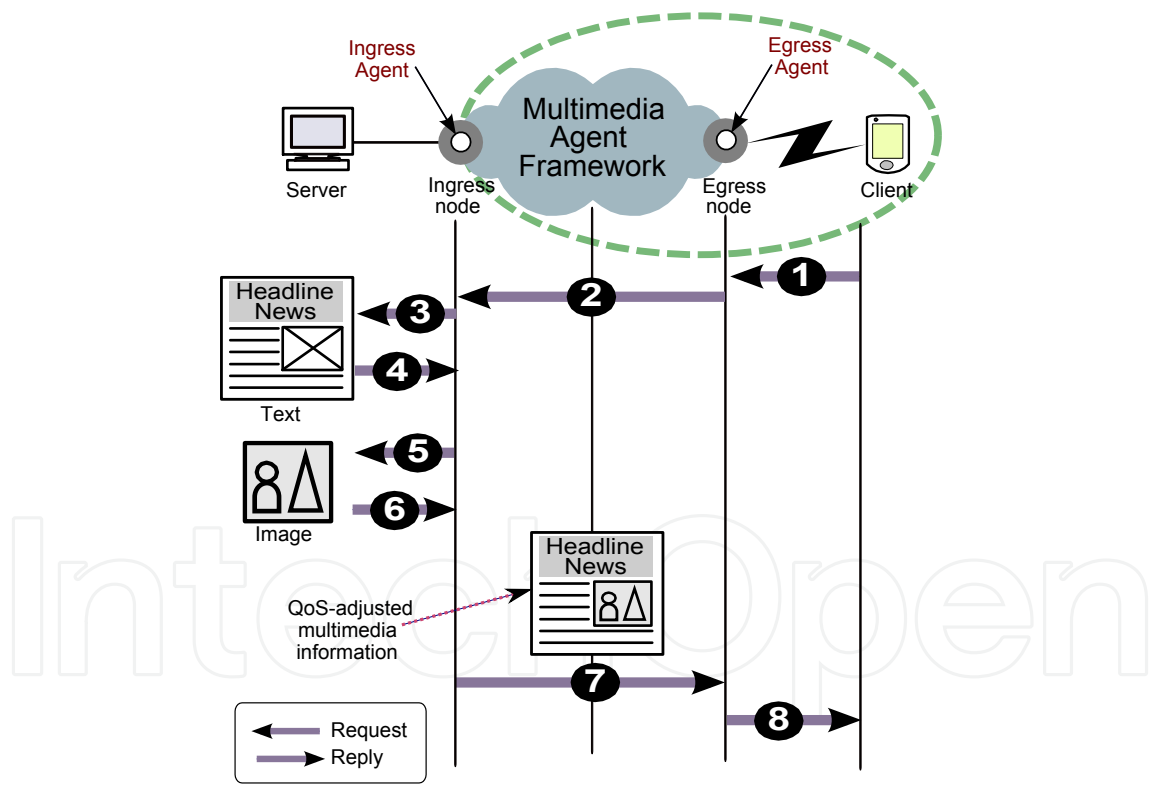 Ingress
Agent
Egress
Agent
Multimedia
Agent
Framework
Server
Ingress
node
Egress
node
Client
1
2
Headline
News
3
4
Text
5
6
Image
Headline
News
QoS-adjusted
multimedia
information
7
8
Request
Reply
IntechOpen